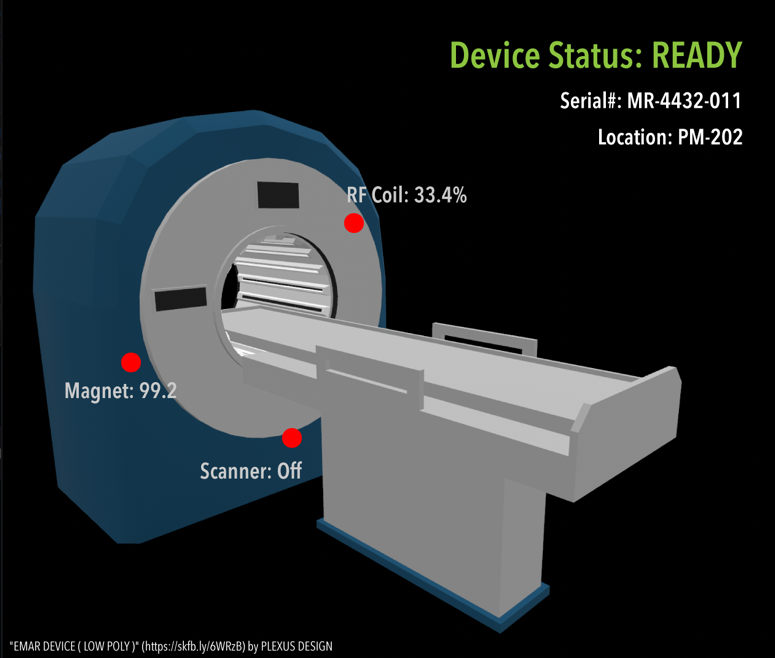 Device Status: READY
Serial#: MR-4432-011
Location: PM-202
RF Coil: 33.4%
Magnet: 99.2
Scanner: Off
"EMAR DEVICE ( LOW POLY )" (https://skfb.ly/6WRzB) by PLEXUS DESIGN